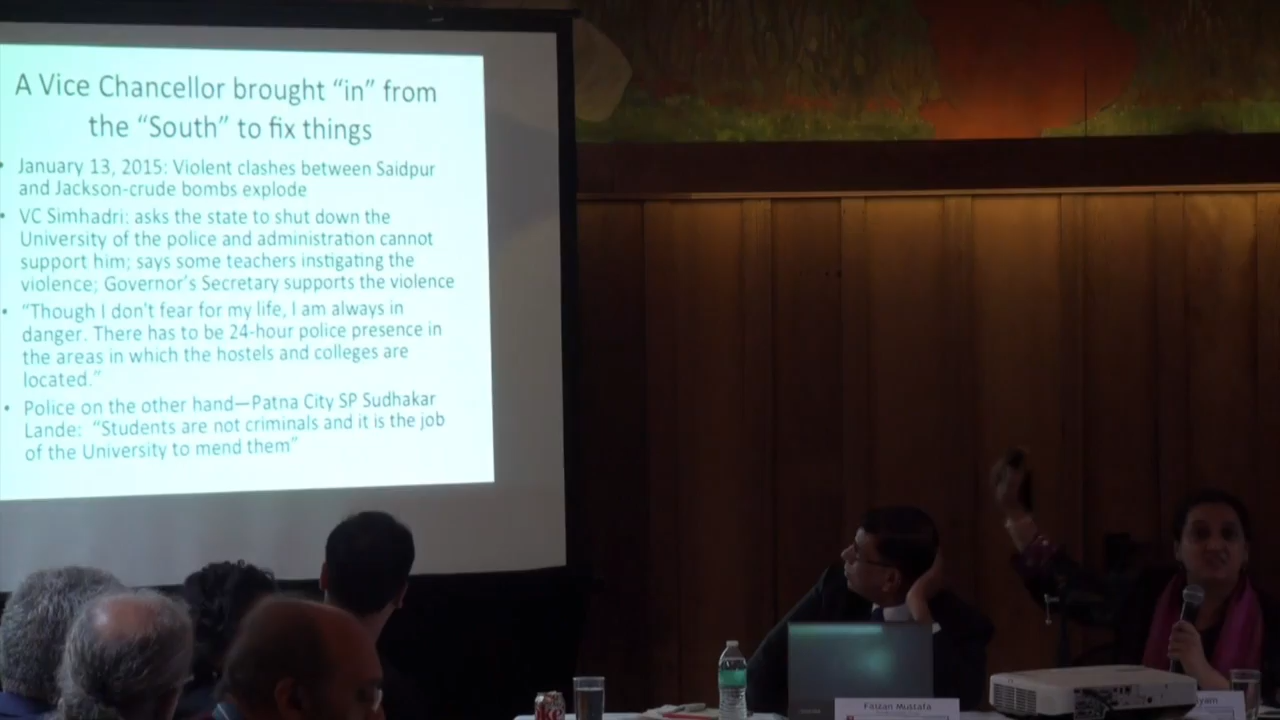 A Vice Chancellor brought “in” from
the “South” to fix things
• January 13, 2015: Violent clashes between Saidpur
and Jackson-crude bombs explode
• VC Simhadri: asks the state to shut down the
University of the police and administration cannot
support him; says some teachers instigating the
violence; Governor’s Secretary supports the violence
• “Though I don’t fear for my life, I am always in
danger. There has to be 24-hour police presence in
the areas in which the hostels and colleges are
located.”
• Police on the other hand—Patna City SP Sudhakar
Lande: “Students are not criminals and it is the job
of the University to mend them”
Faizan Mustafa